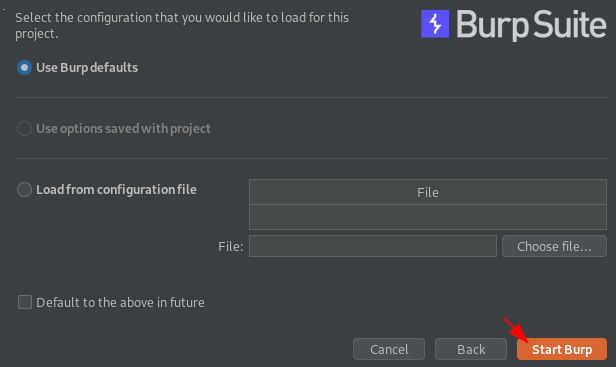 Select the configuration that you would like to load for this
project.
Burp Suite
Use Burp defaults
Use options saved with project
Load from configuration file
File
File:
Choose file...
Default to the above in future
Cancel
Back
Start Burp